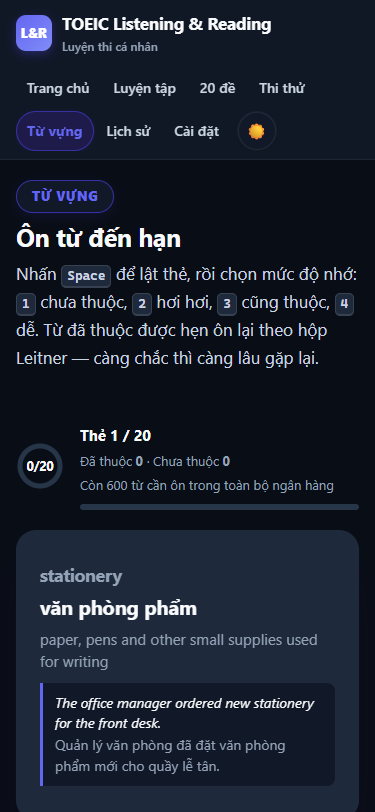 L&R
TOEIC Listening & Reading
Luyện thi cá nhân
Trang chủ Luyện tập 20 đề Thi thử
Từ vựng Lịch sử Cài đặt
TỪ VỰNG
Ôn từ đến hạn
Nhấn Space để lật thẻ, rồi chọn mức độ nhớ:
1 chưa thuộc, 2 hơi hơi, 3 cũng thuộc, 4
dễ. Từ đã thuộc được hẹn ôn lại theo hộp
Leitner — càng chắc thì càng lâu gặp lại.
0/20
Thẻ 1 / 20
Đã thuộc 0 · Chưa thuộc 0
Còn 600 từ cần ôn trong toàn bộ ngân hàng
stationery
văn phòng phẩm
paper, pens and other small supplies used
for writing
The office manager ordered new stationery
for the front desk.
Quản lý văn phòng đã đặt văn phòng
phẩm mới cho quầy lễ tân.